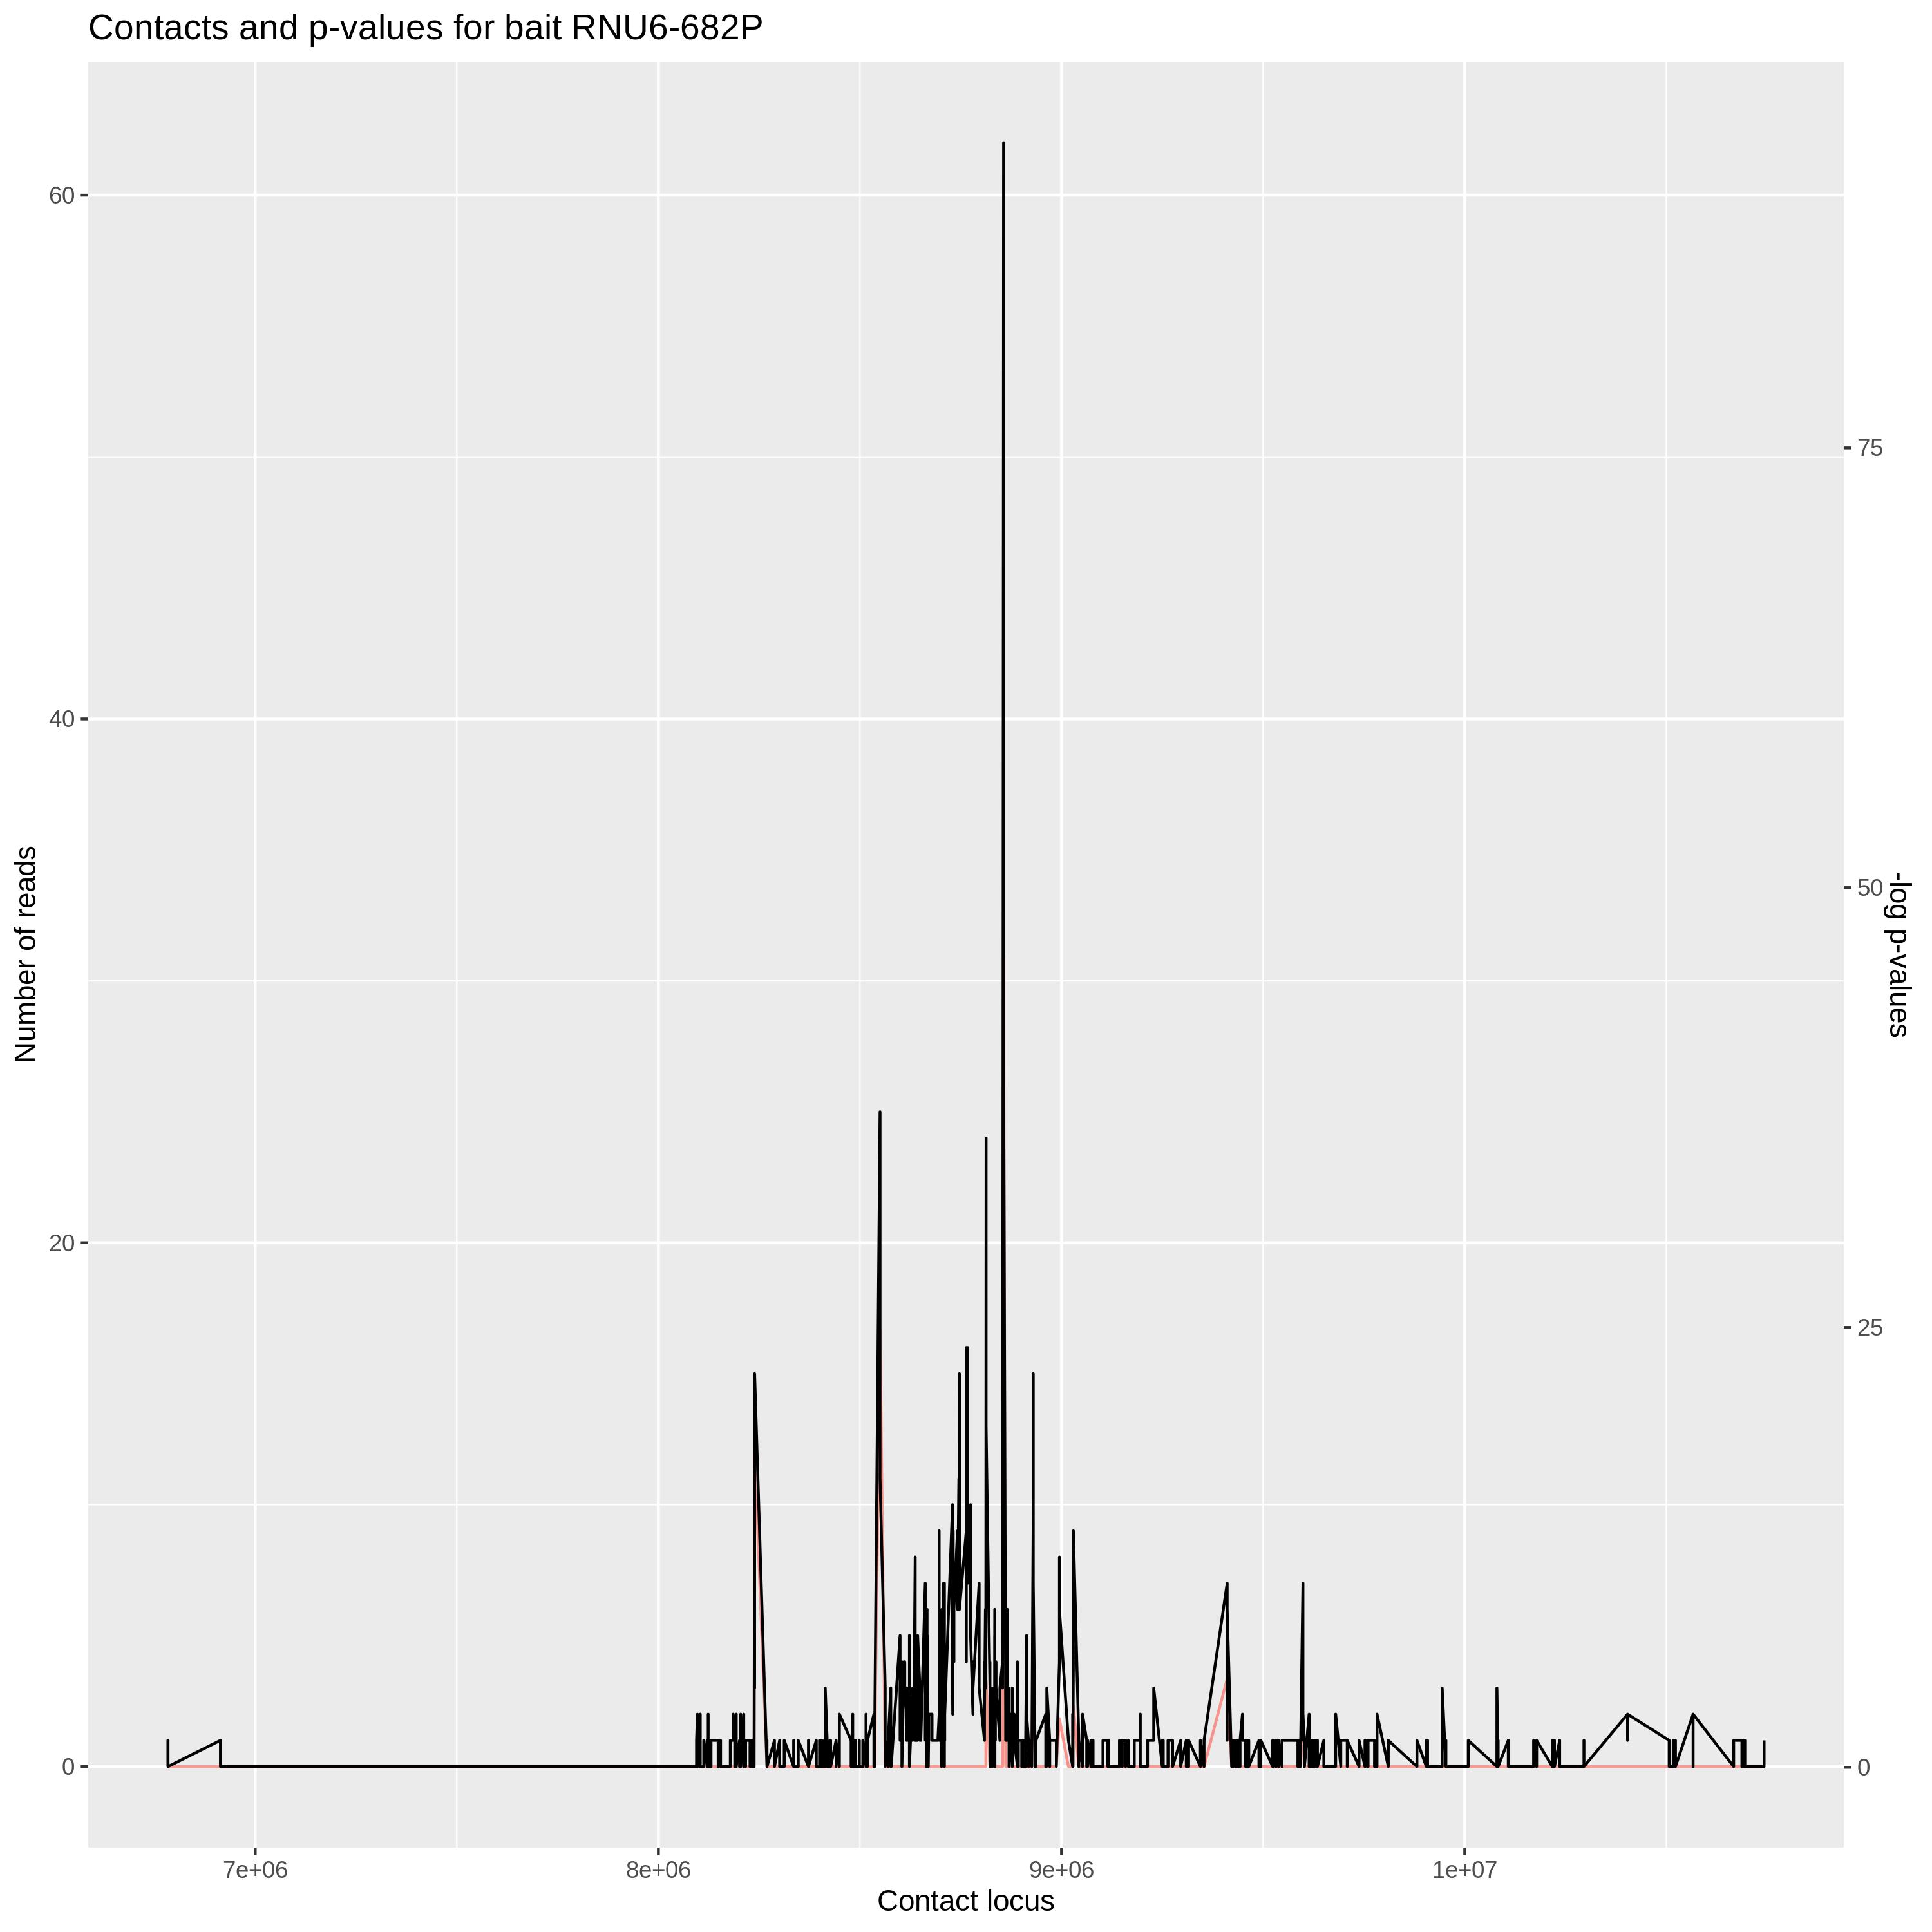 Contacts and p-values for bait RNU6-682P
60
40
20
0
Number of reads
75
50
25
0
-log p-values
7e+06
8e+06
9e+06
1e+07
Contact locus